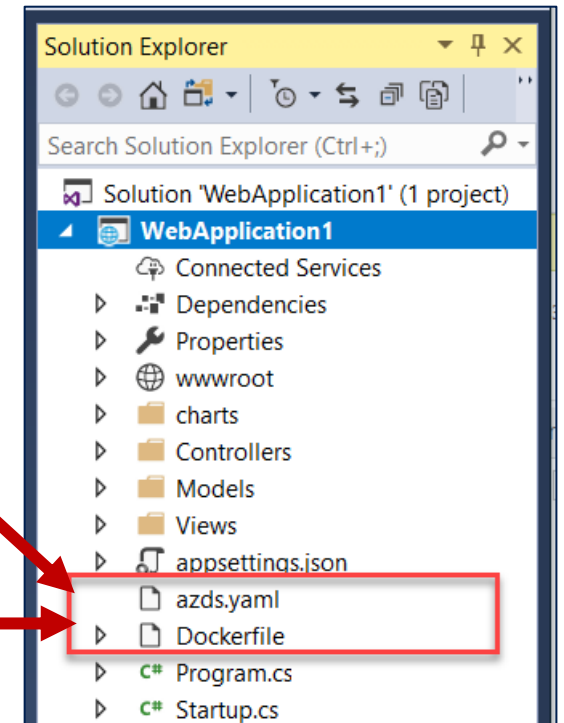 Solution Explorer
Search Solution Explorer (Ctrl+;)
Solution 'WebApplication1' (1 project)
WebApplication1
Connected Services
Dependencies
Properties
wwwroot
charts
Controllers
Models
Views
appsettings.json
azds.yaml
Dockerfile
C# Program.cs
C# Startup.cs